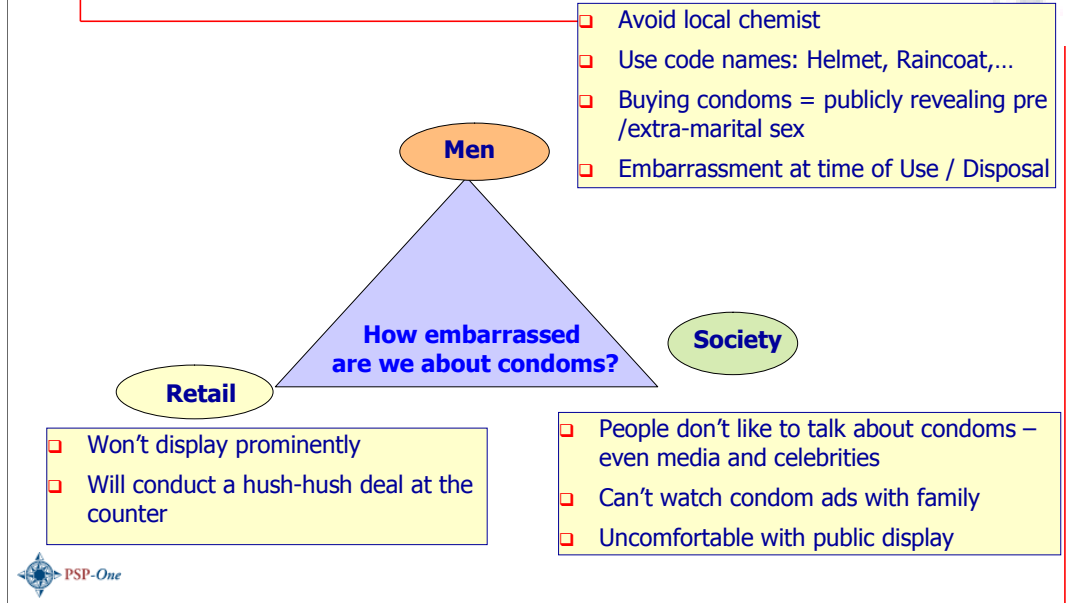 Avoid local chemist
Use code names: Helmet, Raincoat,…
Buying condoms = publicly revealing pre
/extra-marital sex
Embarrassment at time of Use / Disposal
Men
How embarrassed
are we about condoms?
Society
Retail
Won't display prominently
Will conduct a hush-hush deal at the
counter
People don't like to talk about condoms –
even media and celebrities
Can't watch condom ads with family
Uncomfortable with public display
PSP-One